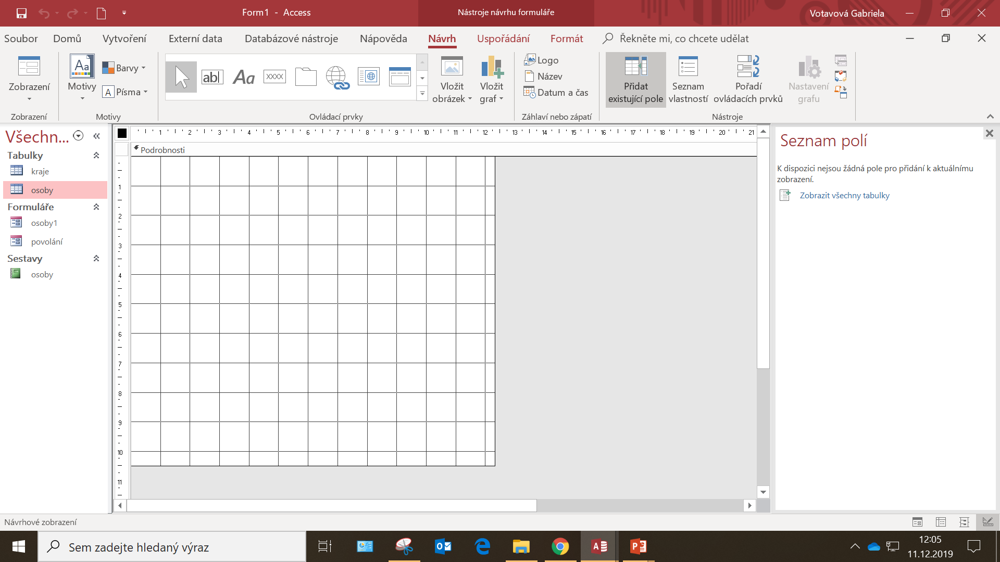 Form1 - Access
Nástroje návrhu formuláře
Votavová Gabriela
Soubor Domů Vytvoření Externí data Databázové nástroje Nápověda Návrh Uspořádání Formát Řekněte mi, co chcete udělat
Zobrazení
Motivy
Barvy
Písma
ab
Aa
XXXX
Vložit obrázek
Vložit graf
Logo
Název
Datum a čas
Přidat existující pole
Seznam vlastností
Pořadí ovládacích prvků
Nastavení grafu
Zobrazení Motivy Ovládací prvky Záhlaví nebo zápatí Nástroje
Všechn...
Tabulky
kraje
osoby
Formuláře
osoby1
povolání
Sestavy
osoby
1 2 3 4 5 6 7 8 9 10 11 12 13 14 15 16 17 18 19 20 21
Podrobnosti
1
2
3
4
5
6
7
8
9
10
11
Seznam polí
K dispozici nejsou žádná pole pro přidání k aktuálnímu
zobrazení.
Zobrazit všechny tabulky
Návrhové zobrazení
Sem zadejte hledaný výraz
12:05
11.12.2019